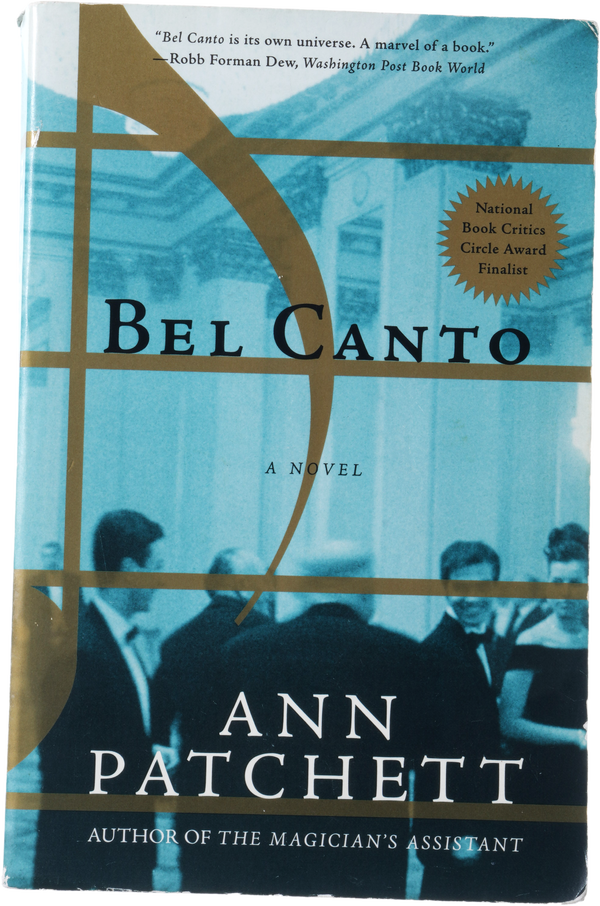 “Bel Canto is its own universe. A marvel of a book.”
—Robb Forman Dew, Washington Post Book World
National
Book Critics
Circle Award
Finalist
BEL CANTO
A NOVEL
ANN
PATCHETT
AUTHOR OF THE MAGICIAN’S ASSISTANT